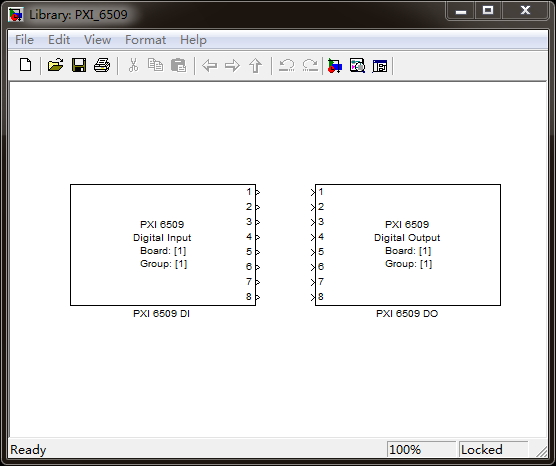 Library: PXI_6509
File Edit View Format Help
1 1
2 2
3 3
4 4
5 5
6 6
7 7
8 8
PXI 6509
Digital Input
Board: [1]
Group: [1]
PXI 6509
Digital Output
Board: [1]
Group: [1]
PXI 6509 DI
PXI 6509 DO
Ready 100% Locked